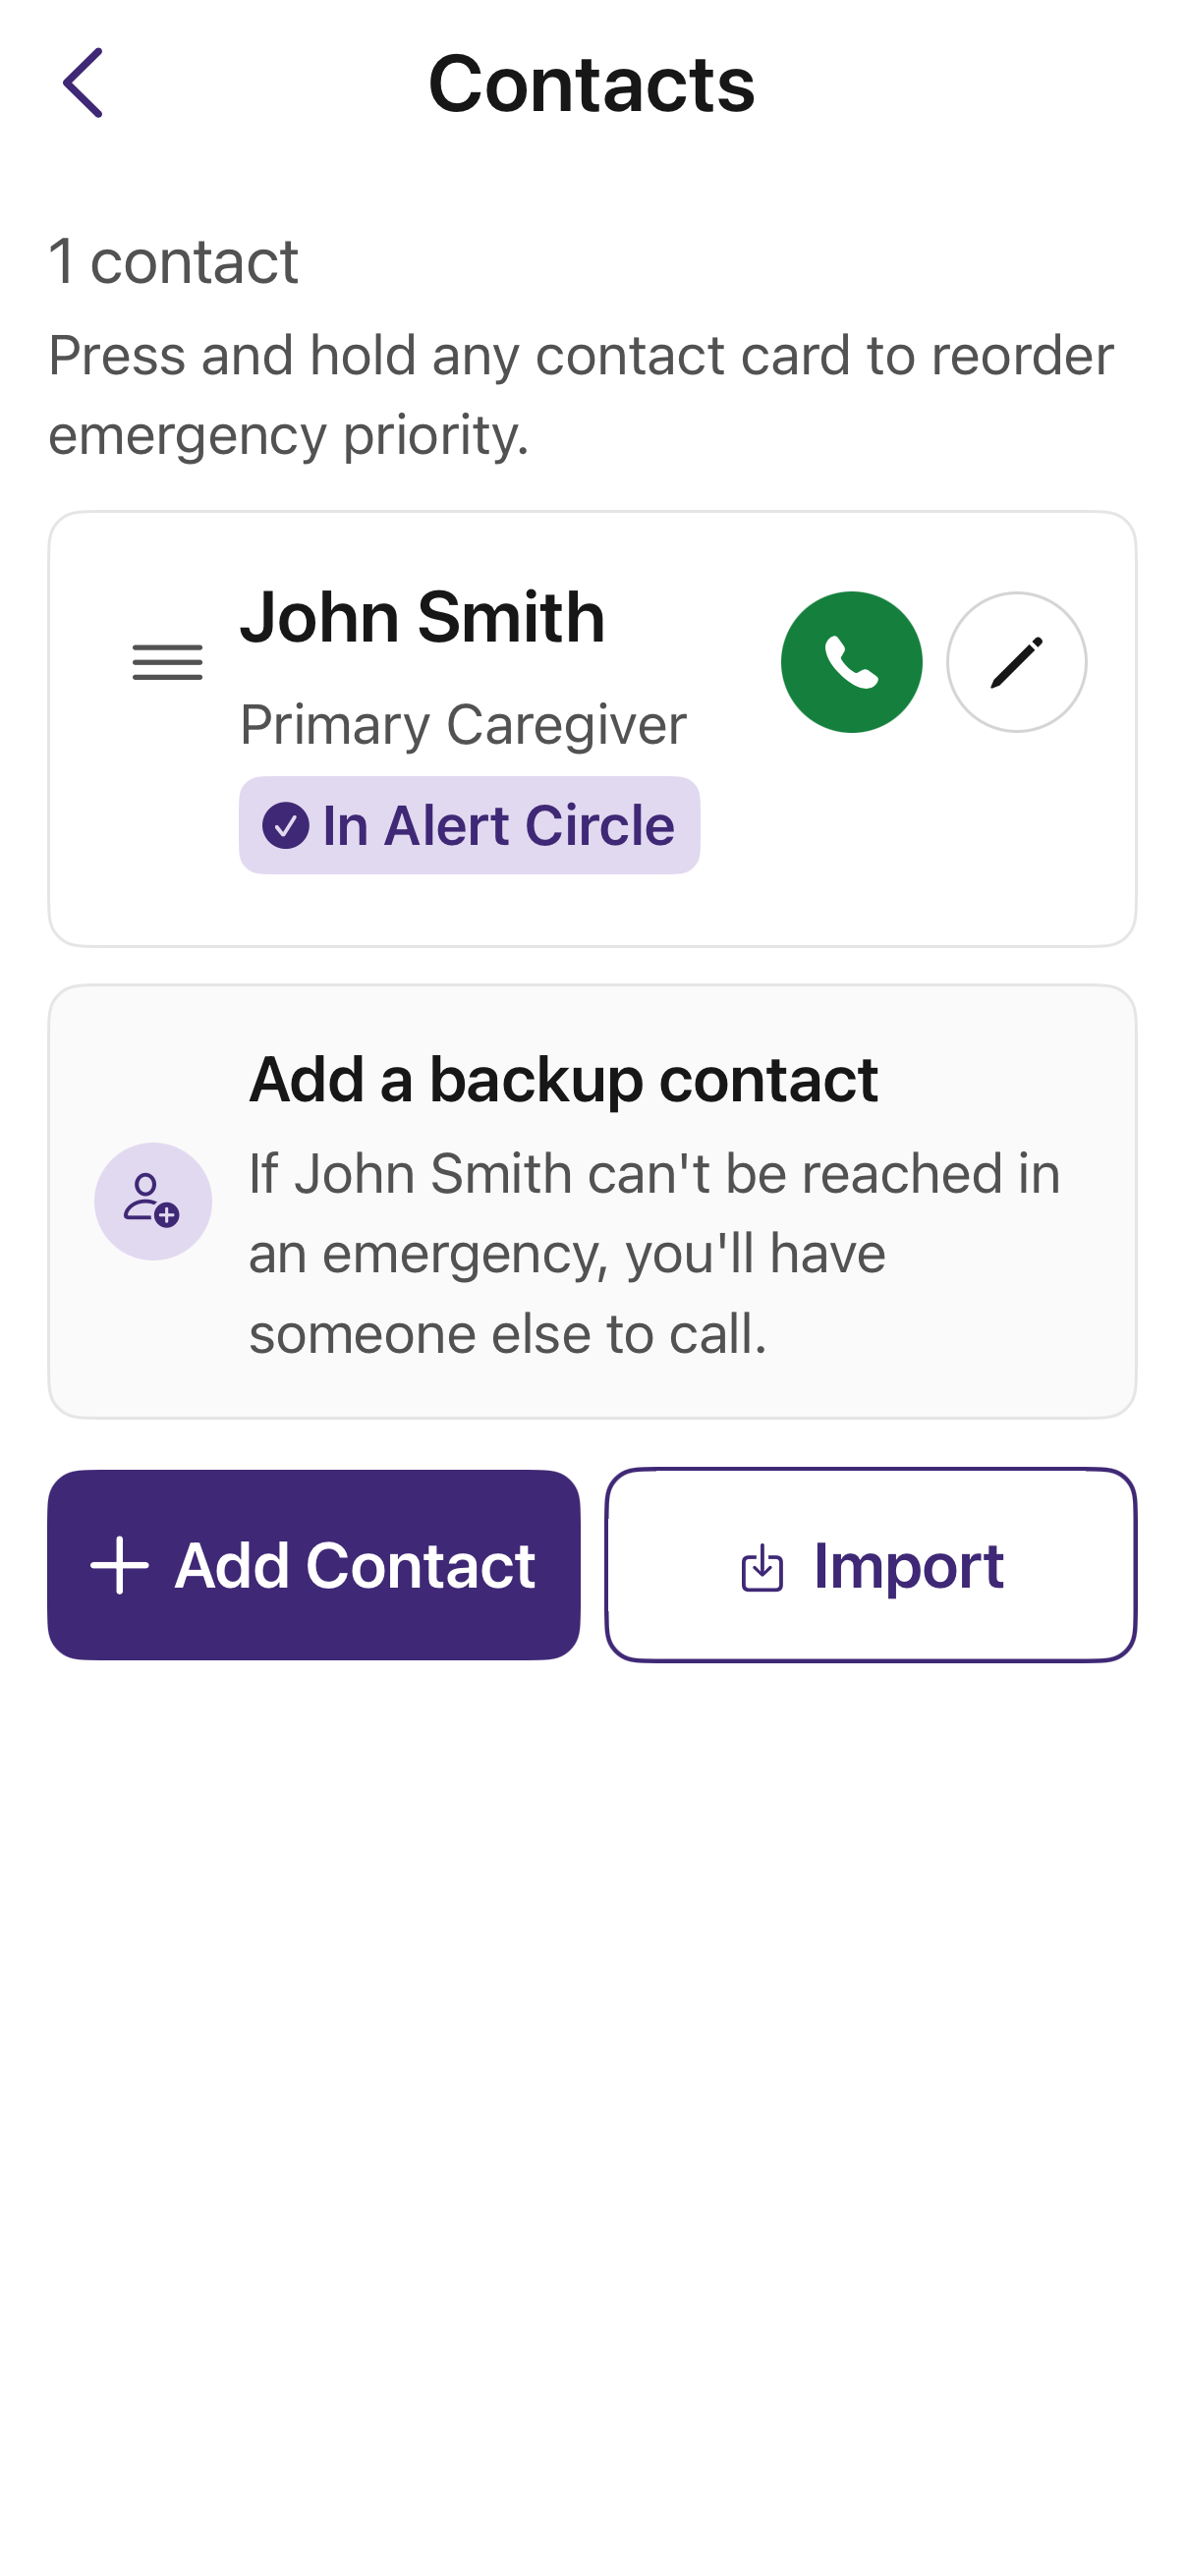 Contacts
1 contact
Press and hold any contact card to reorder
emergency priority.
John Smith
Primary Caregiver
In Alert Circle
Add a backup contact
If John Smith can't be reached in
an emergency, you'll have
someone else to call.
Add Contact
Import